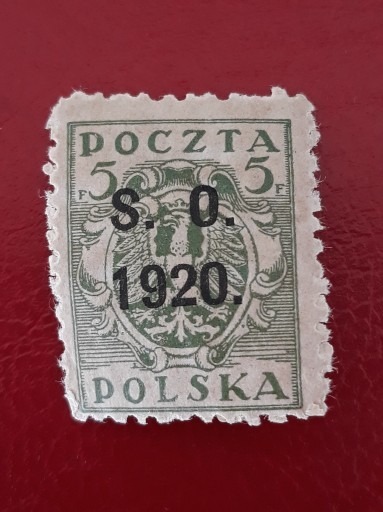 POCZTA
5 F 5 F
S. O.
1920.
POLSKA